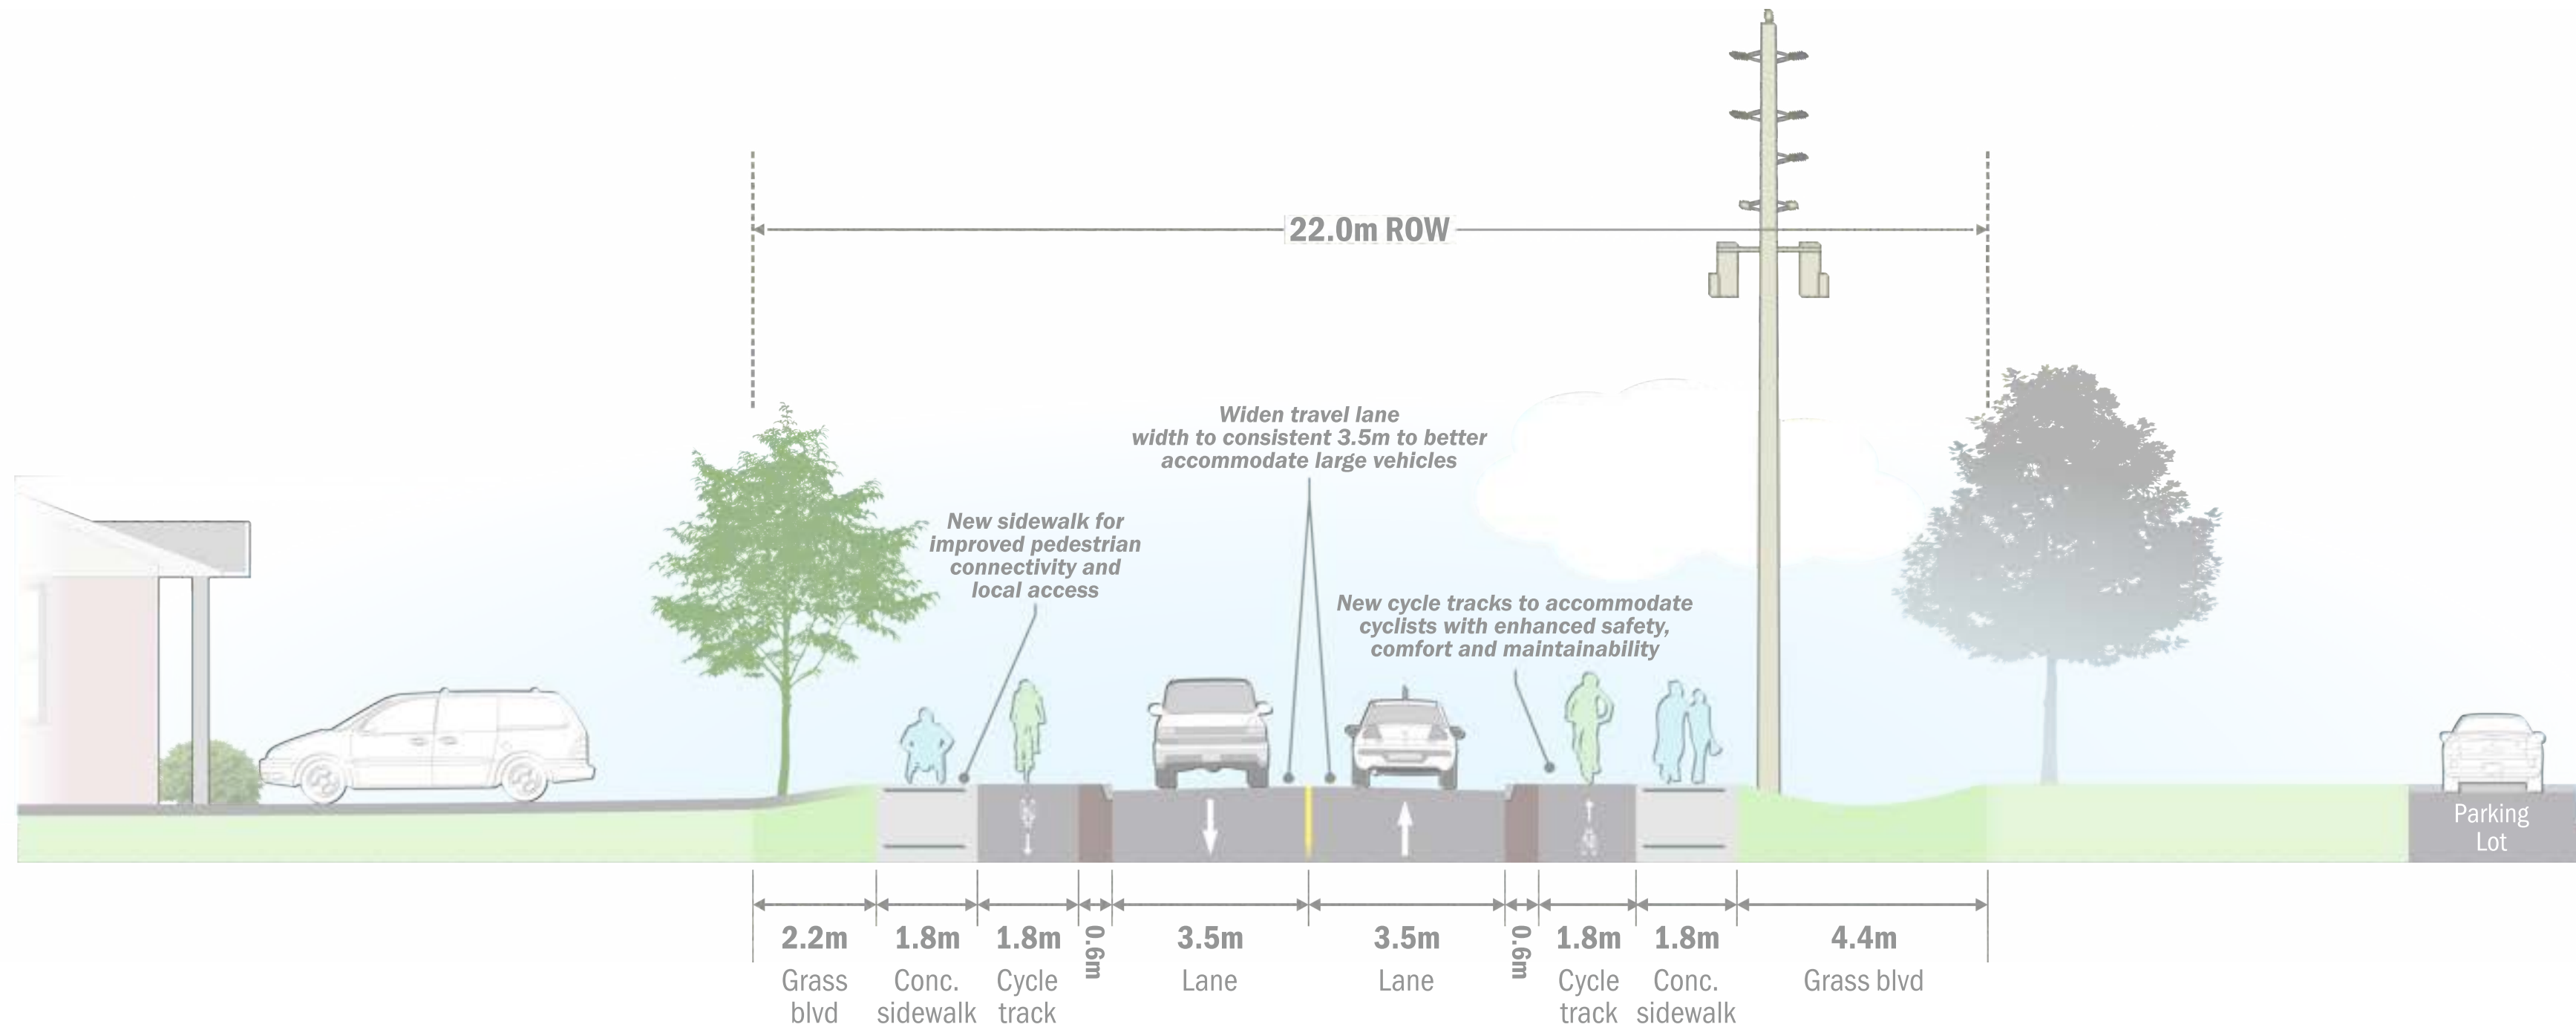 22.0m ROW
Widen travel lane
width to consistent 3.5m to better
accommodate large vehicles
New sidewalk for
improved pedestrian
connectivity and
local access
New cycle tracks to accommodate
cyclists with enhanced safety,
comfort and maintainability
Parking
Lot
2.2m
Grass
blvd
1.8m
Conc.
sidewalk
1.8m
Cycle
track
0.6m
3.5m
Lane
3.5m
Lane
0.6m
1.8m
Cycle
track
1.8m
Conc.
sidewalk
4.4m
Grass blvd